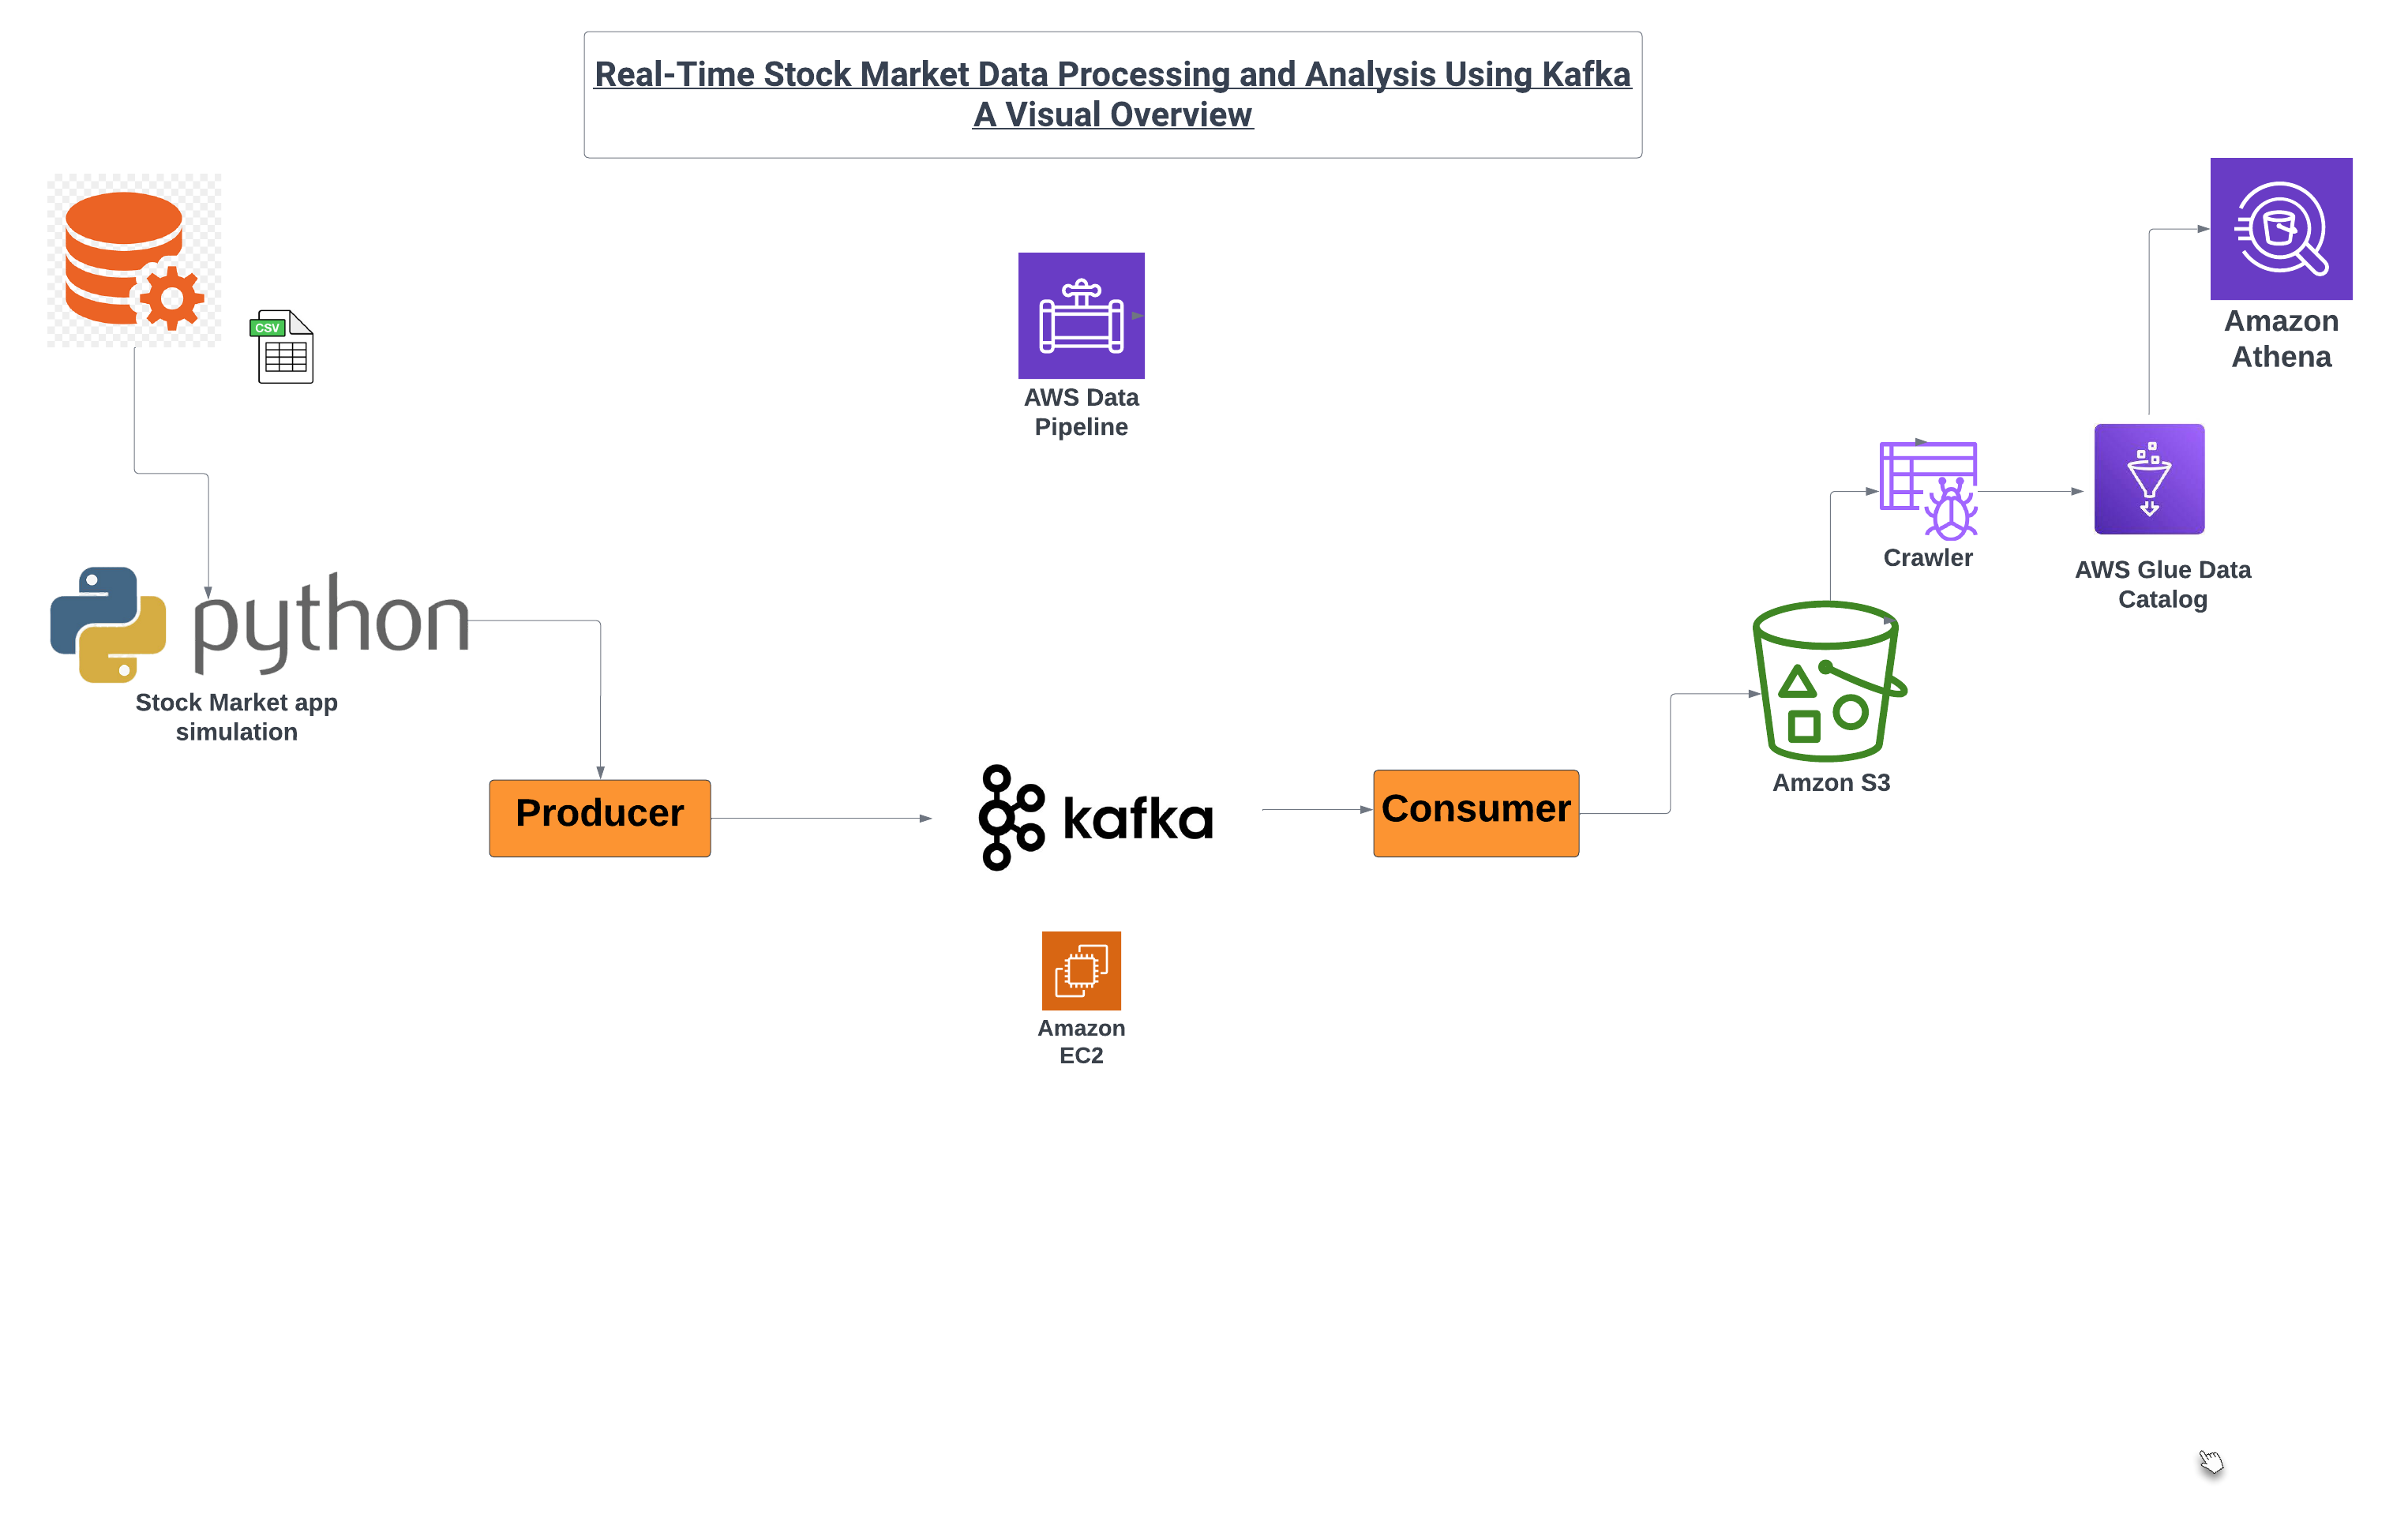 Real-Time Stock Market Data Processing and Analysis Using Kafka
A Visual Overview
CSV
AWS Data
Pipeline
Amazon
Athena
Crawler
AWS Glue Data
Catalog
python
Stock Market app
simulation
Amzon S3
Producer
kafka
Consumer
Amazon
EC2